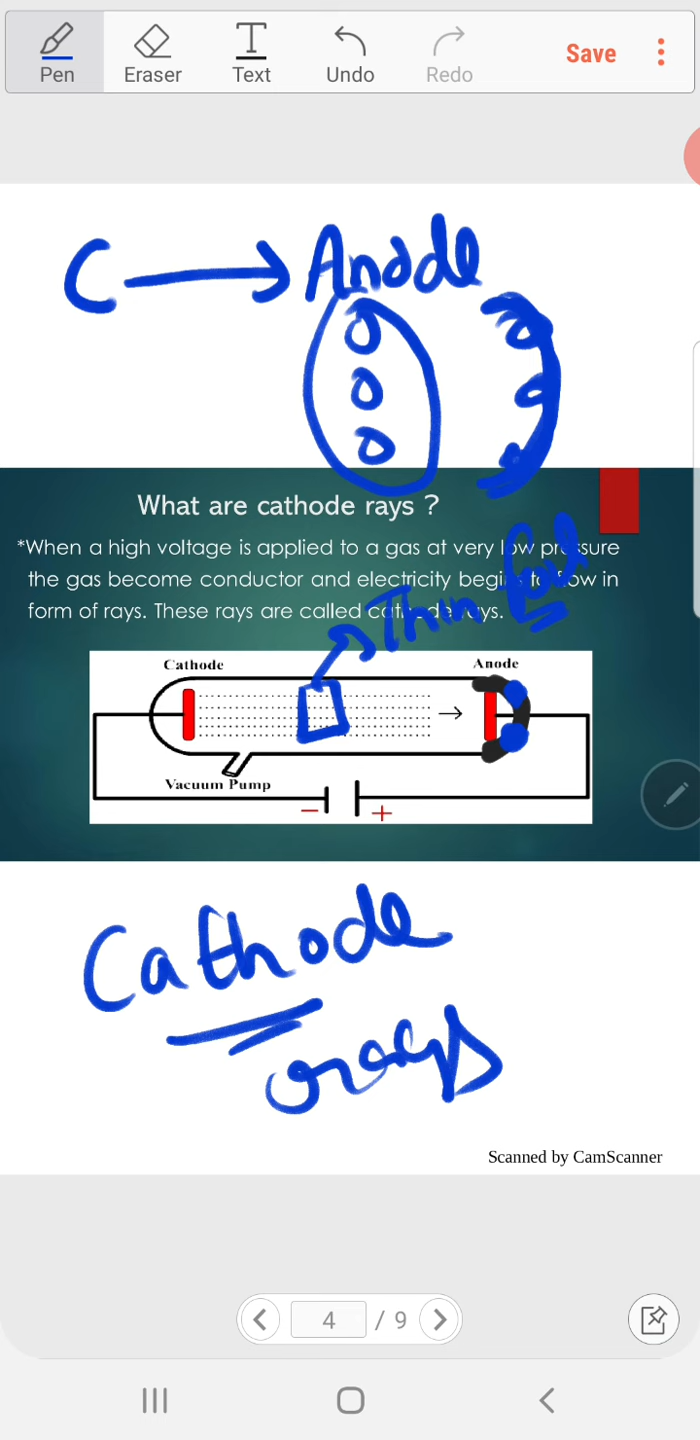 Pen Eraser Text Undo Redo Save
C → Anode
What are cathode rays ?
*When a high voltage is applied to a gas at very low pressure
the gas become conductor and electricity begins to flow in
form of rays. These rays are called cathode rays.
Thin foil
Cathode
Anode
Vacuum Pump
− +
Cathode
rays
Scanned by CamScanner
4 / 9